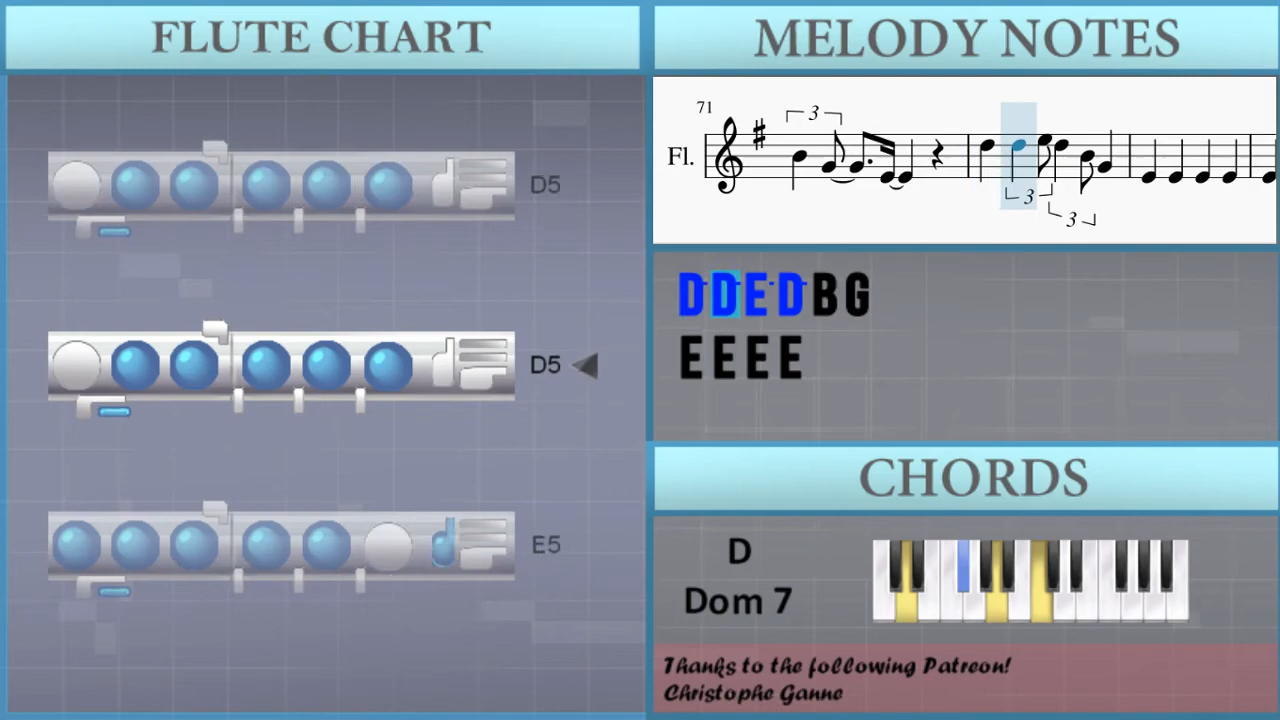 FLUTE CHART
D5
D5
E5
MELODY NOTES
71
3
Fl.
3
3
DDEDBG
EEEE
CHORDS
D
Dom 7
Thanks to the following Patreon!
Christophe Ganne